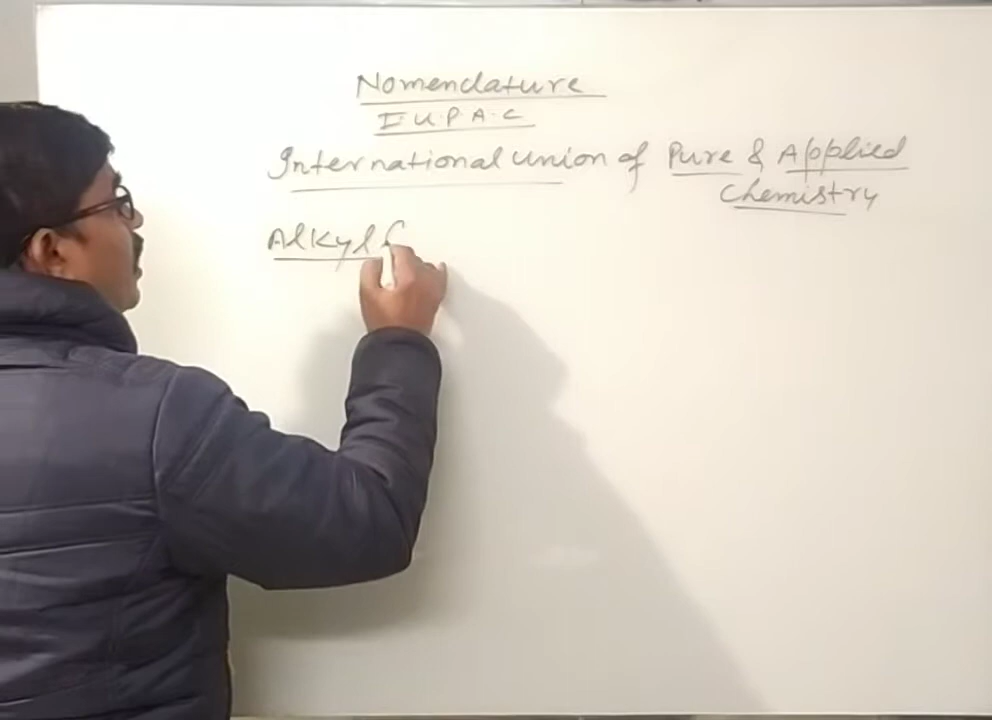 Nomenclature
I.U.P.A.C
International Union of Pure & Applied
Chemistry
Alkyl